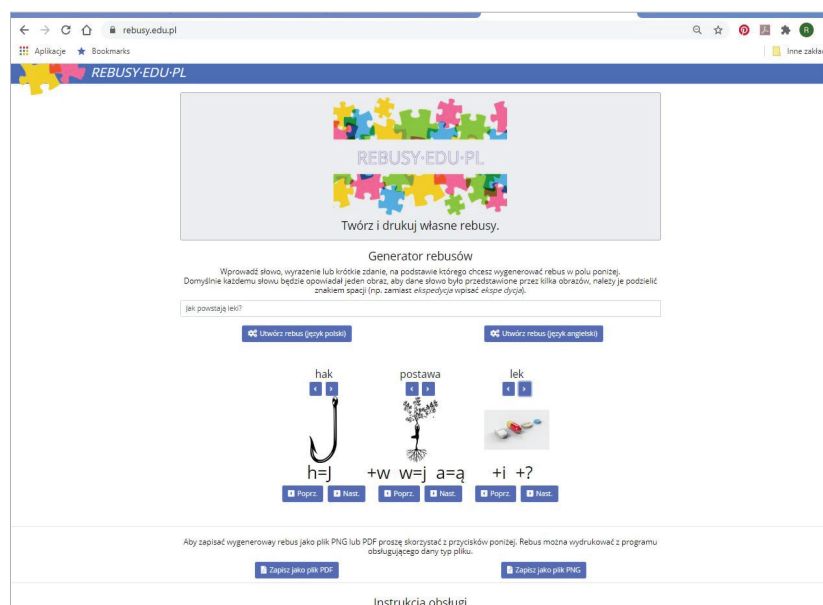 rebusy.edu.pl
R
Aplikacje Bookmarks Inne zakład
REBUSY·EDU·PL
REBUSY·EDU·PL
Twórz i drukuj własne rebusy.
Generator rebusów
Wprowadź słowo, wyrażenie lub krótkie zdanie, na podstawie którego chcesz wygenerować rebus w polu poniżej.
Domyślnie każdemu słowu będzie opowiadał jeden obraz, aby dane słowo było przedstawione przez kilka obrazów, należy je podzielić
znakiem spacji (np. zamiast ekspedycja wpisać ekspe dycja).
Jak powstają leki?
Utwórz rebus (język polski) Utwórz rebus (język angielski)
hak postawa lek
h=J +w w=j a=ą +i +?
Poprz. Nast. Poprz. Nast. Poprz. Nast.
Aby zapisać wygenerowany rebus jako plik PNG lub PDF proszę skorzystać z przycisków poniżej. Rebus można wydrukować z programu
obsługującego dany typ pliku.
Zapisz jako plik PDF Zapisz jako plik PNG
Instrukcja obsługi